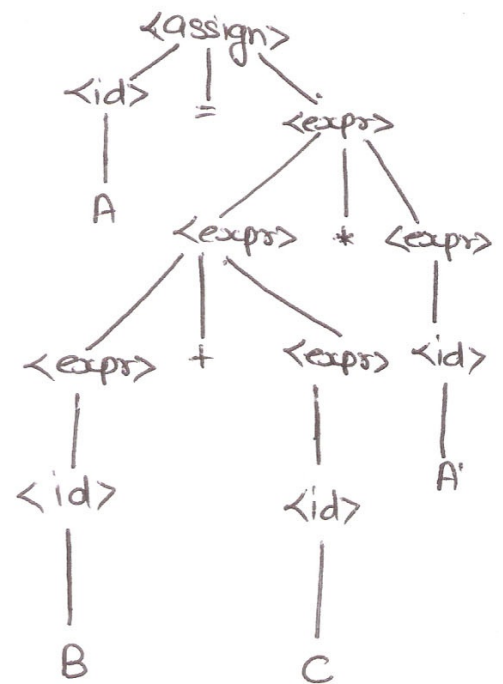 <assign>
<id> = <expr>
A
<expr> * <expr>
<expr> + <expr> <id>
A
<id> <id>
B C